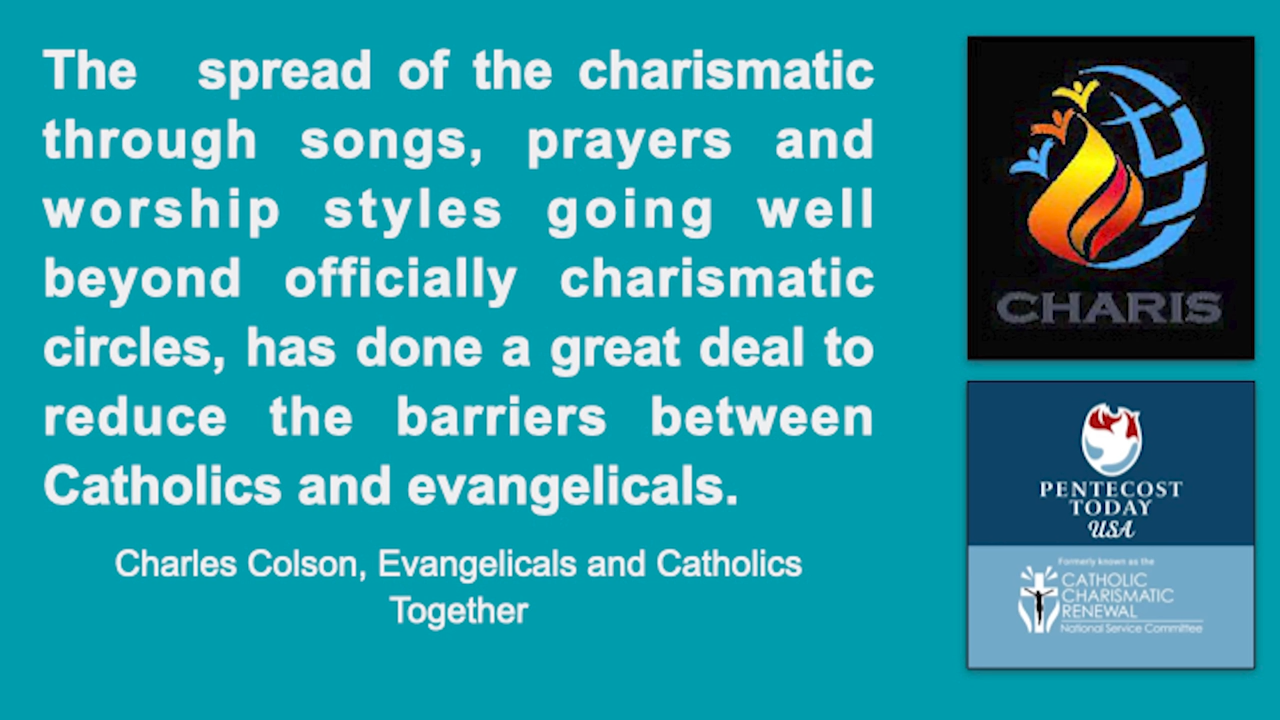 The spread of the charismatic
through songs, prayers and
worship styles going well
beyond officially charismatic
circles, has done a great deal to
reduce the barriers between
Catholics and evangelicals.
Charles Colson, Evangelicals and Catholics
Together
CHARIS
PENTECOST
TODAY
USA
Formerly known as the
CATHOLIC
CHARISMATIC
RENEWAL
National Service Committee